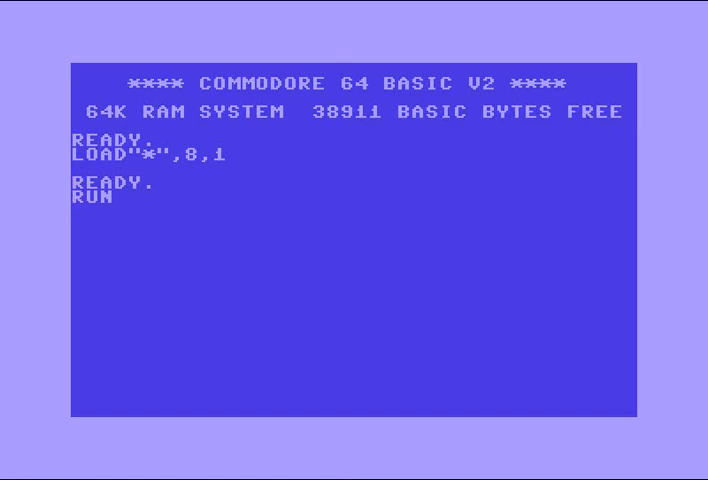 **** COMMODORE 64 BASIC V2 ****
64K RAM SYSTEM  38911 BASIC BYTES FREE
READY.
LOAD"*",8,1
READY.
RUN